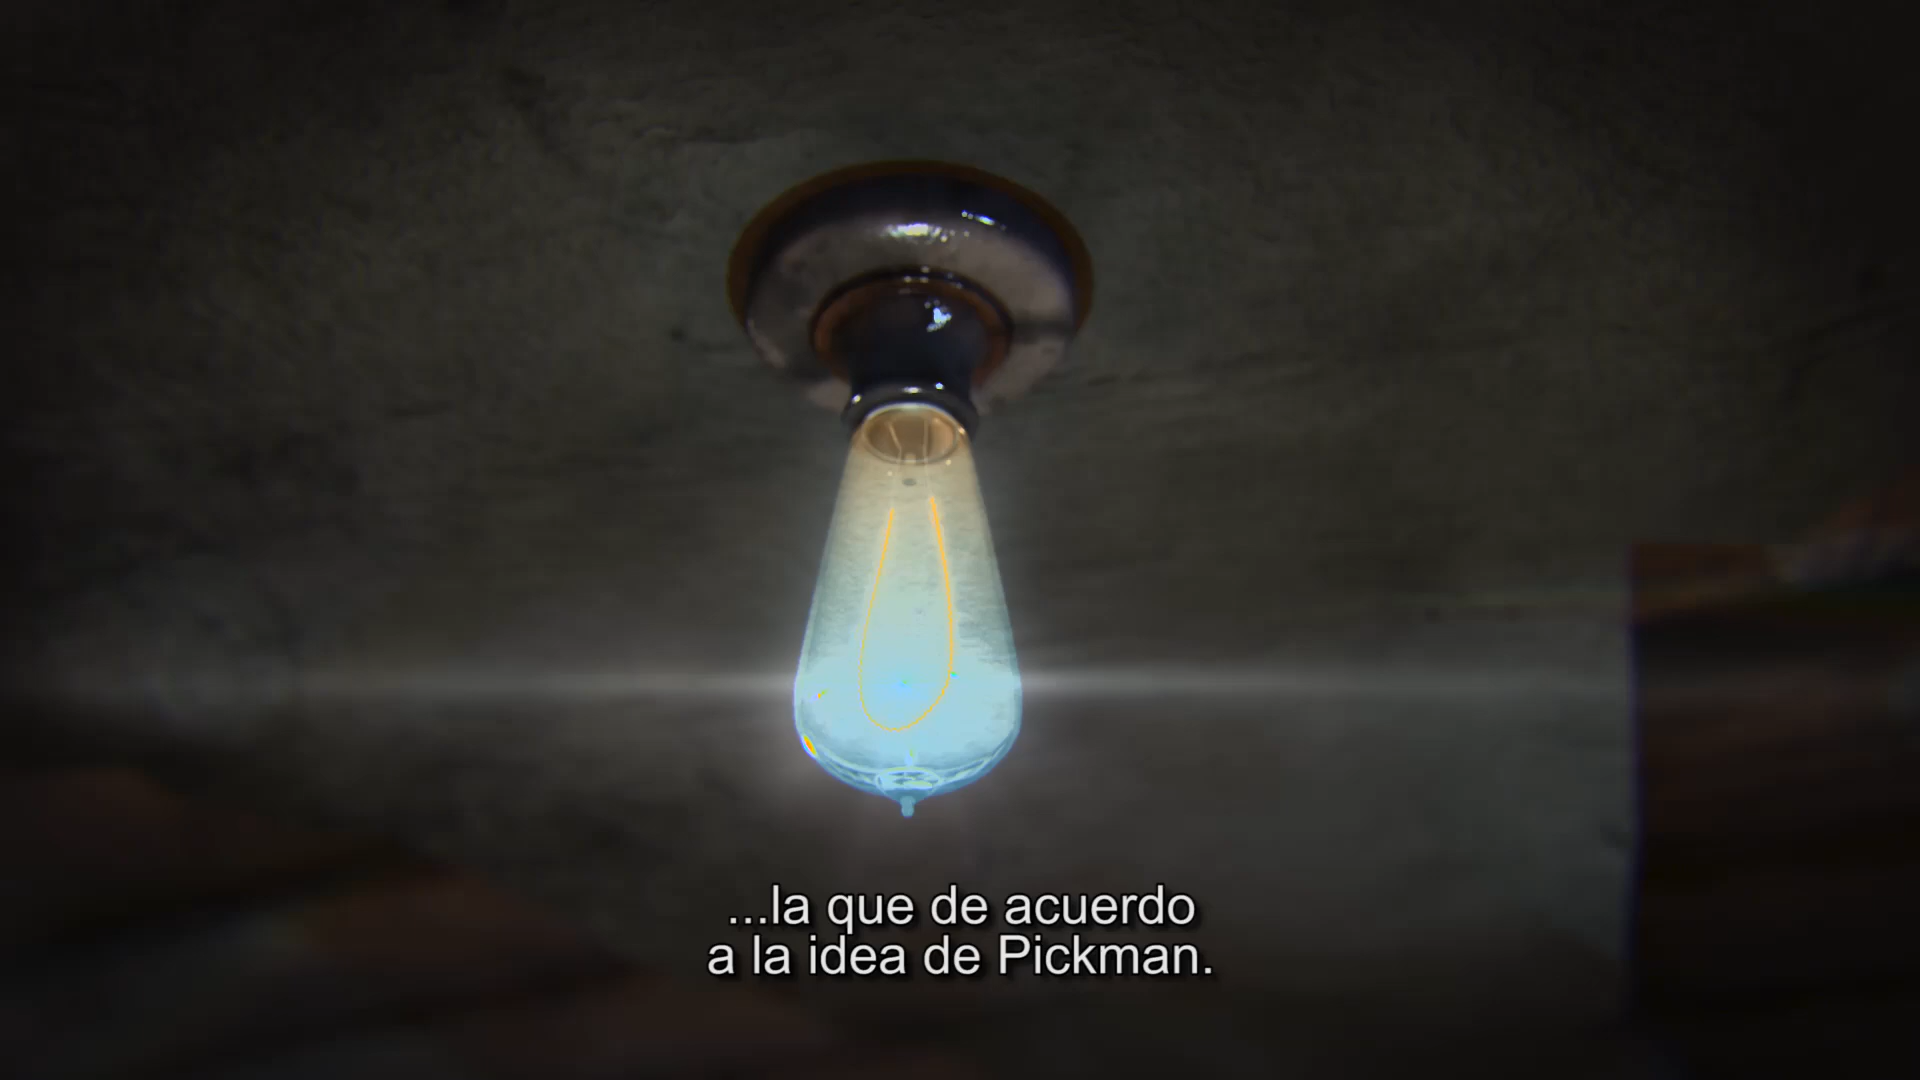 ...la que de acuerdo
a la idea de Pickman.